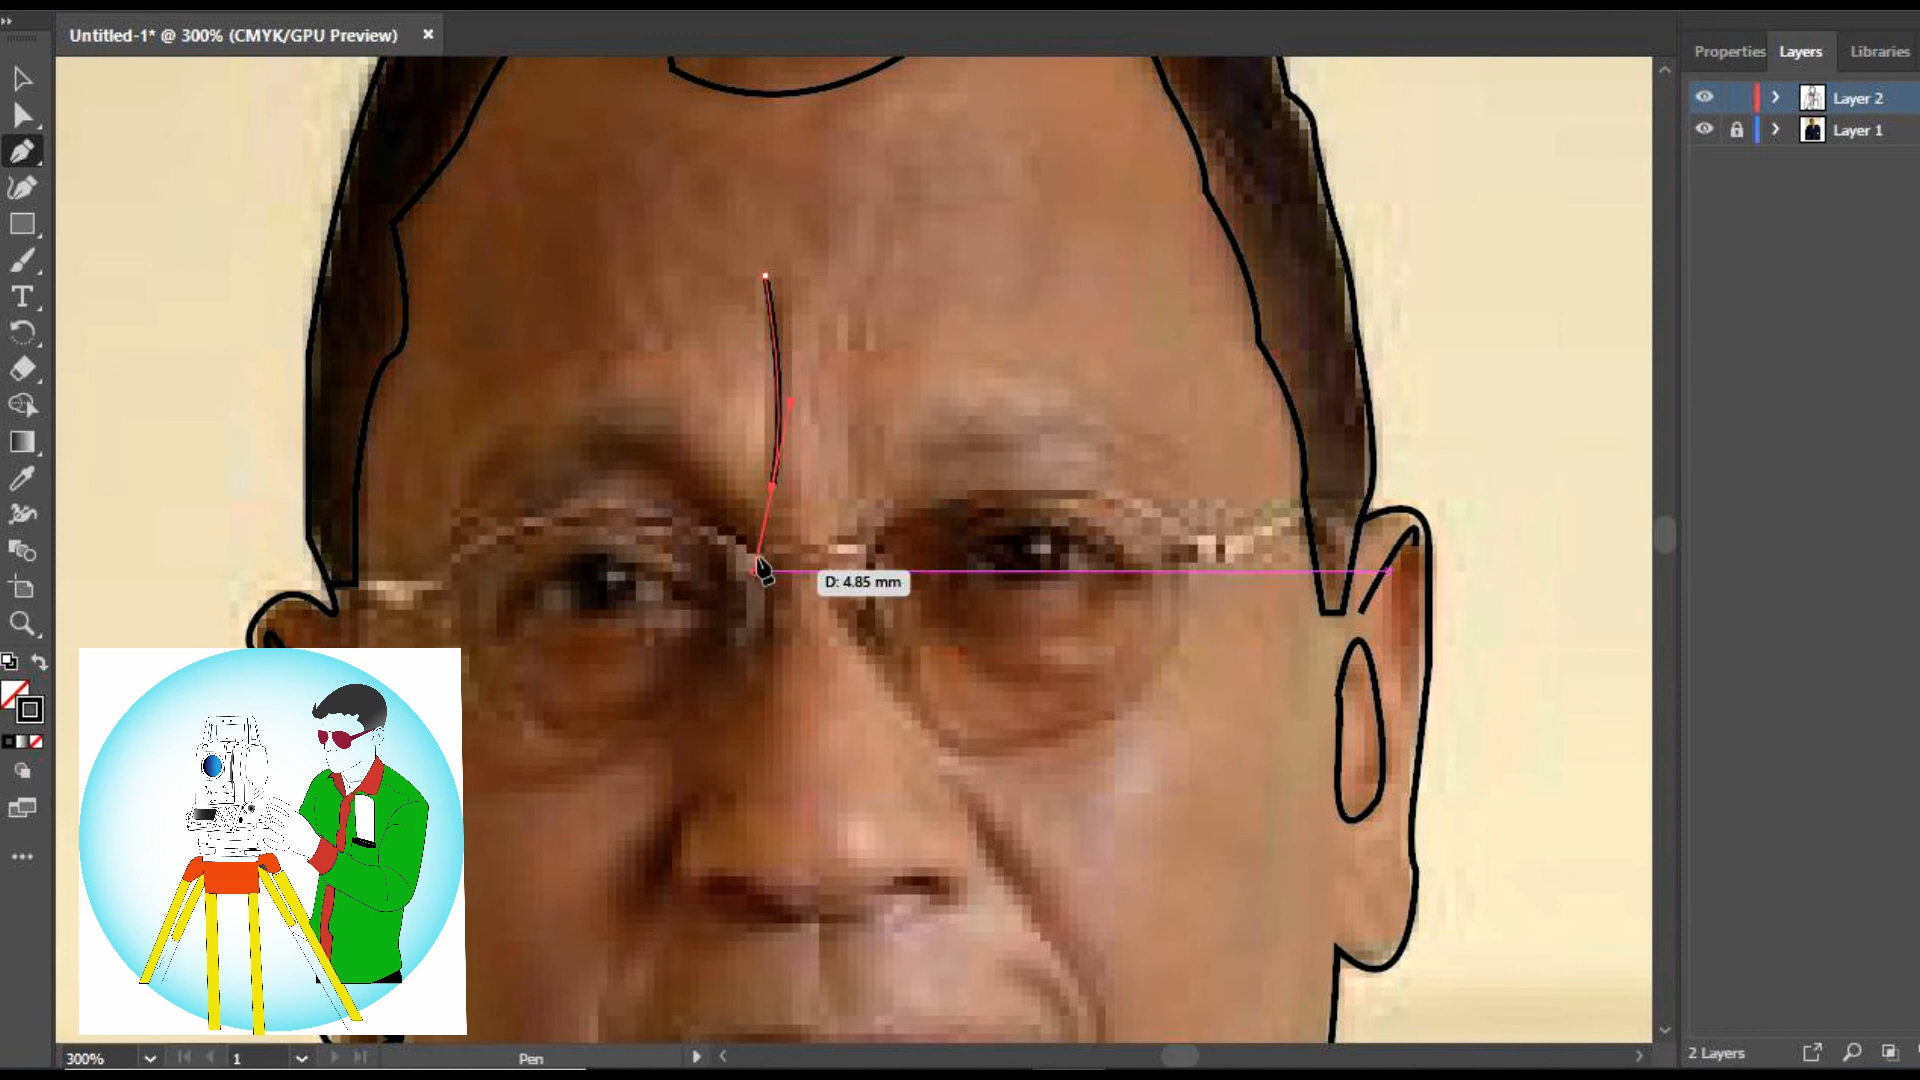 Untitled-1* @ 300% (CMYK/GPU Preview) ×
Properties Layers Libraries
Layer 2
Layer 1
D: 4.85 mm
300% 1 Pen
2 Layers